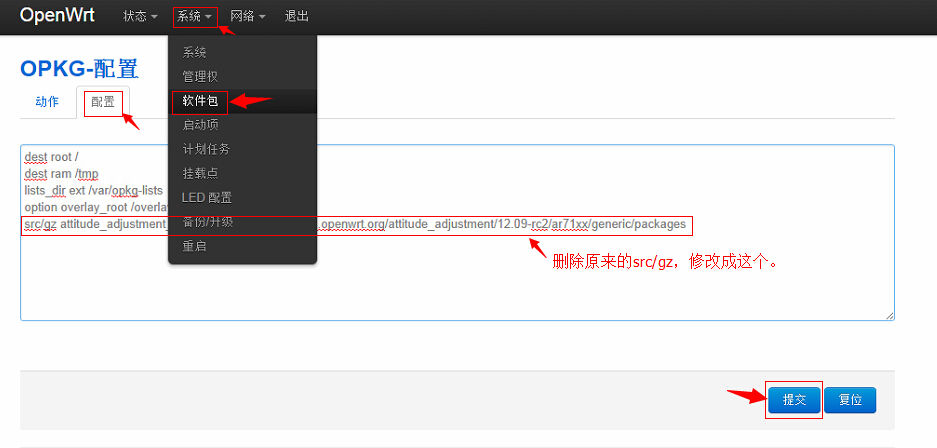 OpenWrt 状态 系统 网络 退出
OPKG-配置
动作 配置
系统
管理权
软件包
启动项
计划任务
挂载点
LED 配置
备份/升级
重启
dest root /
dest ram /tmp
lists_dir ext /var/opkg-lists
option overlay_root /overlay
src/gz attitude_adjustment .openwrt.org/attitude_adjustment/12.09-rc2/ar71xx/generic/packages
删除原来的src/gz，修改成这个。
提交 复位